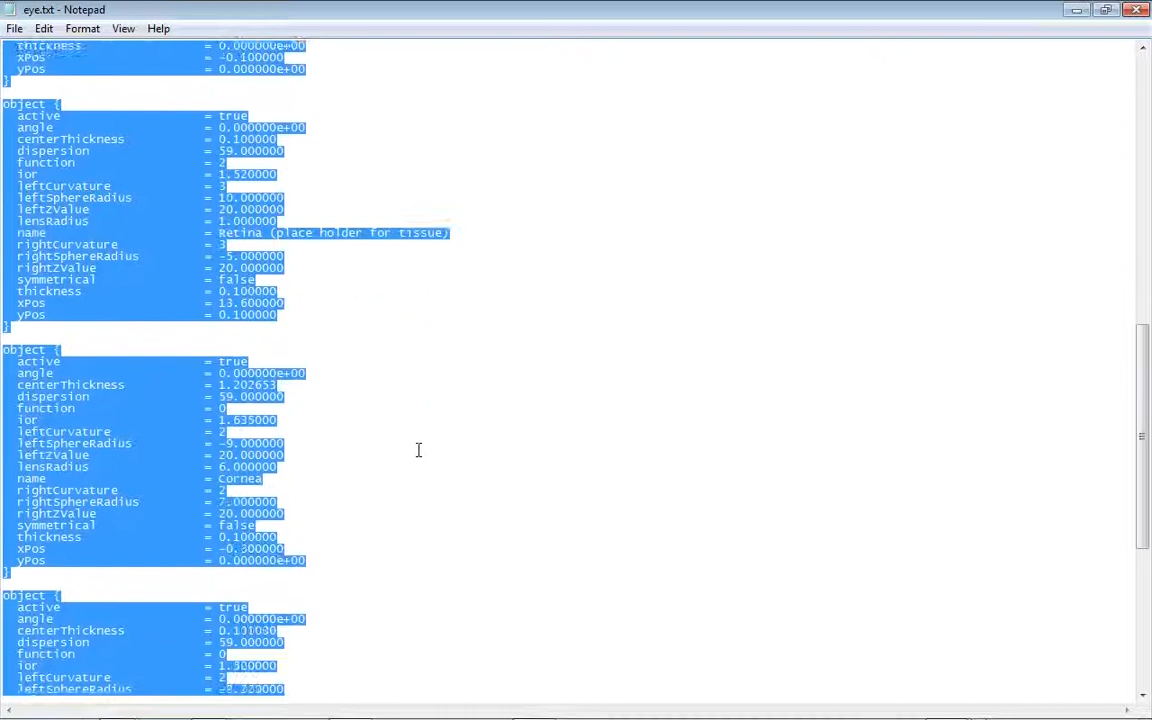 eye.txt - Notepad
File Edit Format View Help
thickness = 0.000000e+00
xPos = -0.100000
yPos = 0.000000e+00
}
object {
active = true
angle = 0.000000e+00
centerThickness = 0.100000
dispersion = 59.000000
function = 2
ior = 1.520000
leftCurvature = 3
leftSphereRadius = 10.000000
leftZValue = 20.000000
lensRadius = 1.000000
name = Retina (place holder for tissue)
rightCurvature = 3
rightSphereRadius = -5.000000
rightZValue = 20.000000
symmetrical = false
thickness = 0.100000
xPos = 13.600000
yPos = 0.100000
}
object {
active = true
angle = 0.000000e+00
centerThickness = 1.202653
dispersion = 59.000000
function = 0
ior = 1.635000
leftCurvature = 2
leftSphereRadius = -9.000000
leftZValue = 20.000000
lensRadius = 6.000000
name = Cornea
rightCurvature = 2
rightSphereRadius = 7.000000
rightZValue = 20.000000
symmetrical = false
thickness = 0.100000
xPos = -0.300000
yPos = 0.000000e+00
}
object {
active = true
angle = 0.000000e+00
centerThickness =
dispersion = 59.000000
function = 0
ior =
leftCurvature = 2
leftSphereRadius =